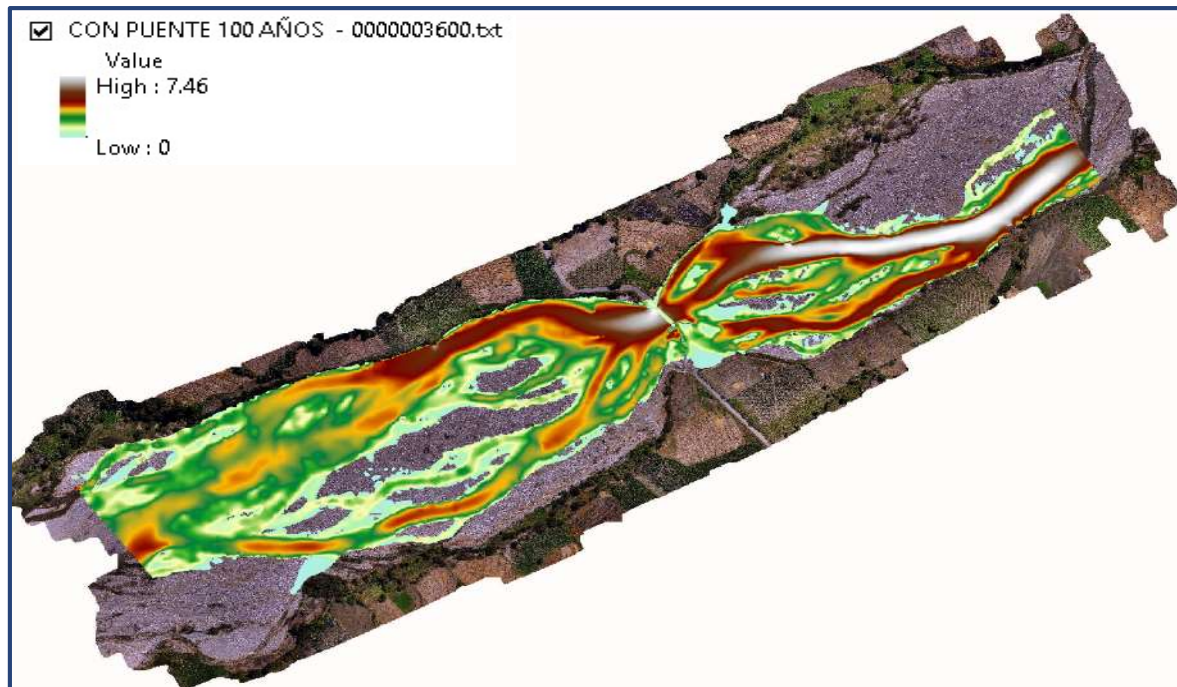 CON PUENTE 100 AÑOS - 0000003600.txt
Value
High : 7.46
Low : 0